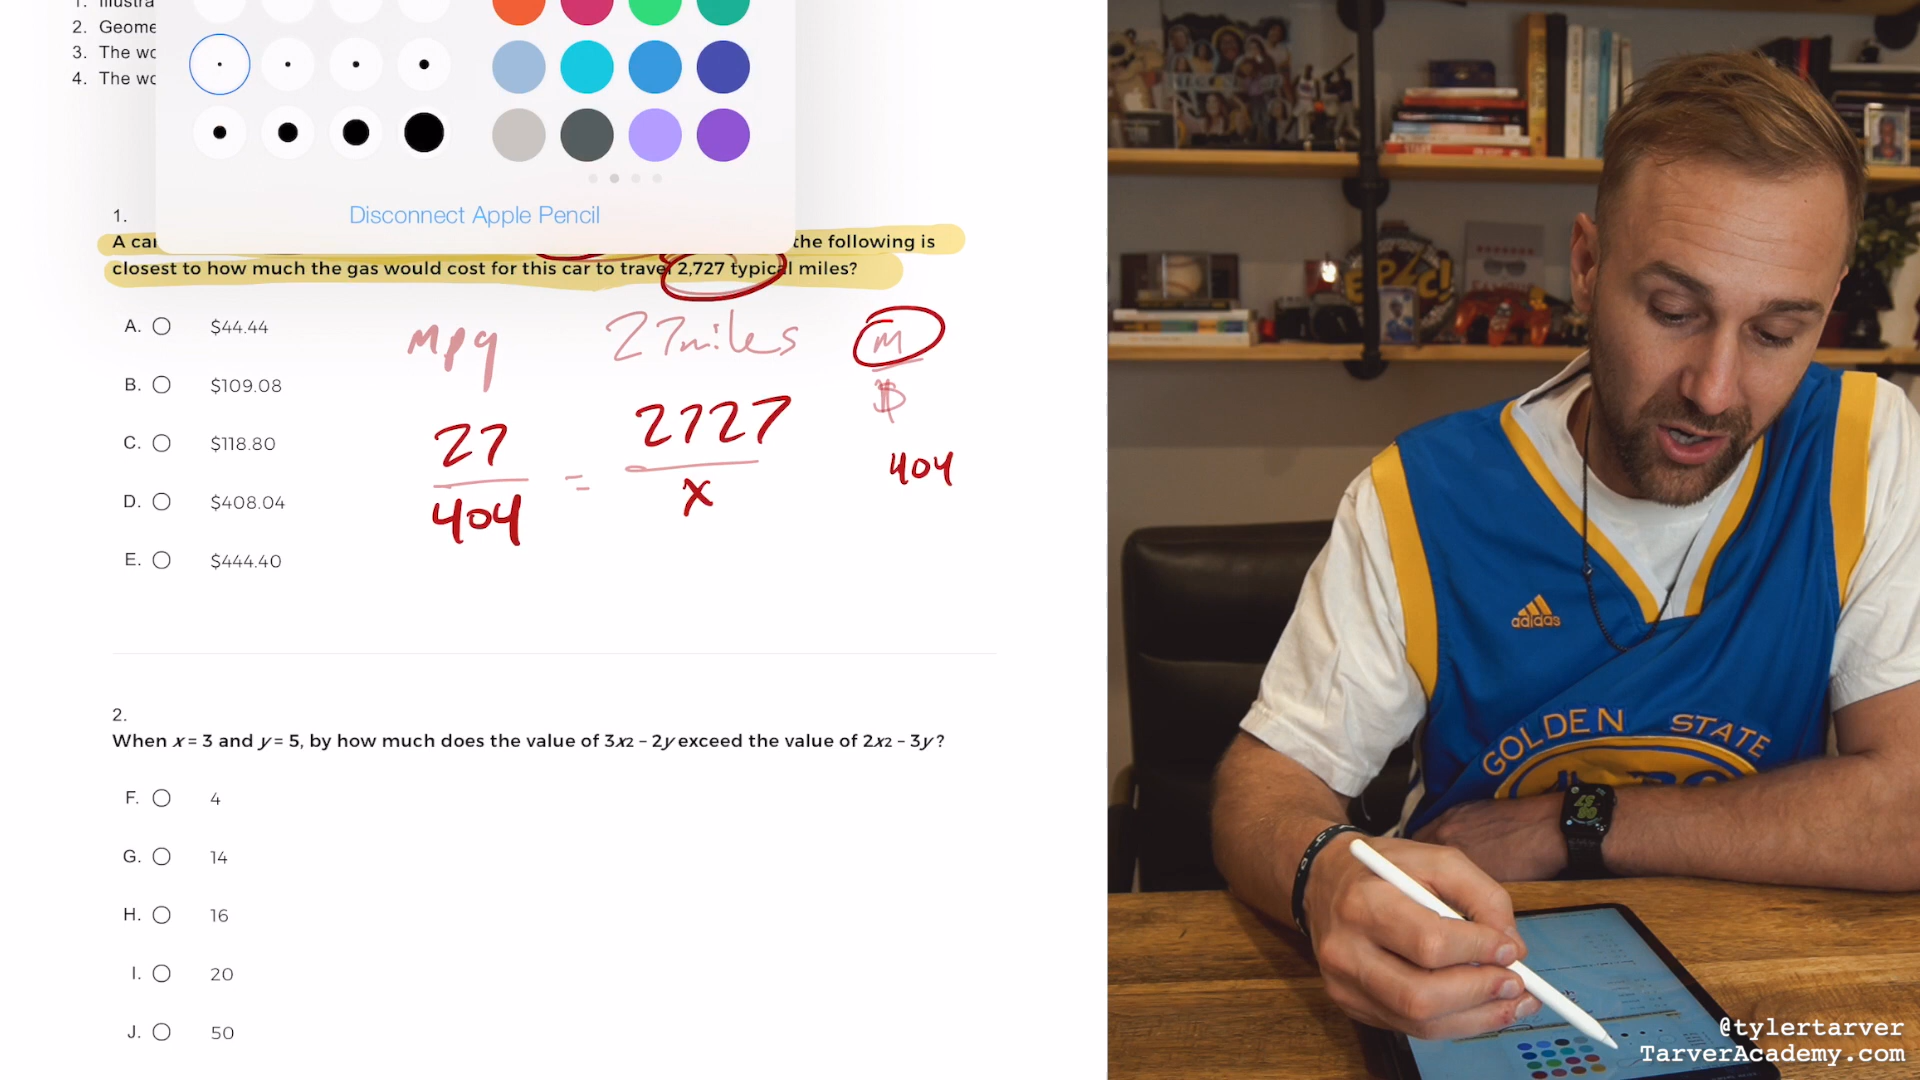 1. Illustra
2. Geome
3. The wo
4. The wo
Disconnect Apple Pencil
1.
A car the following is
closest to how much the gas would cost for this car to travel 2,727 typical miles?
A. $44.44
B. $109.08
C. $118.80
D. $408.04
E. $444.40
mpg 27miles m
$
27 = 2727
404 x
404
2.
When x = 3 and y = 5, by how much does the value of 3x2 – 2y exceed the value of 2x2 – 3y?
F. 4
G. 14
H. 16
I. 20
J. 50
epic!
adidas
GOLDEN STATE
@tylertarver
TarverAcademy.com